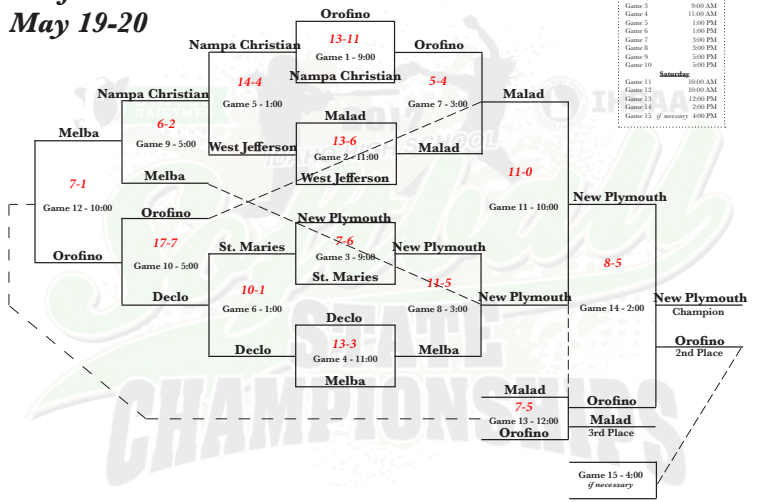 May 19-20
Game 3 9:00 AM
Game 4 11:00 AM
Game 5 1:00 PM
Game 6 1:00 PM
Game 7 3:00 PM
Game 8 3:00 PM
Game 9 5:00 PM
Game 10 5:00 PM
Saturday
Game 11 10:00 AM
Game 12 10:00 AM
Game 13 12:00 PM
Game 14 2:00 PM
Game 15 if necessary 4:00 PM
Orofino
13-11
Game 1 - 9:00
Nampa Christian
Nampa Christian
14-4
Game 5 - 1:00
West Jefferson
Malad
13-6
Game 2 - 11:00
West Jefferson
Orofino
5-4
Game 7 - 3:00
Malad
Nampa Christian
6-2
Game 9 - 5:00
Melba
Melba
7-1
Game 12 - 10:00
Orofino
Orofino
17-7
Game 10 - 5:00
Declo
St. Maries
10-1
Game 6 - 1:00
Declo
New Plymouth
7-6
Game 3 - 9:00
St. Maries
Declo
13-3
Game 4 - 11:00
Melba
New Plymouth
11-5
Game 8 - 3:00
Melba
Malad
11-0
Game 11 - 10:00
New Plymouth
New Plymouth
8-5
Game 14 - 2:00
Orofino
Malad
7-5
Game 13 - 12:00
Orofino
New Plymouth
Champion
Orofino
2nd Place
Malad
3rd Place
Game 15 - 4:00
if necessary
Softball
STATE
CHAMPIONSHIPS